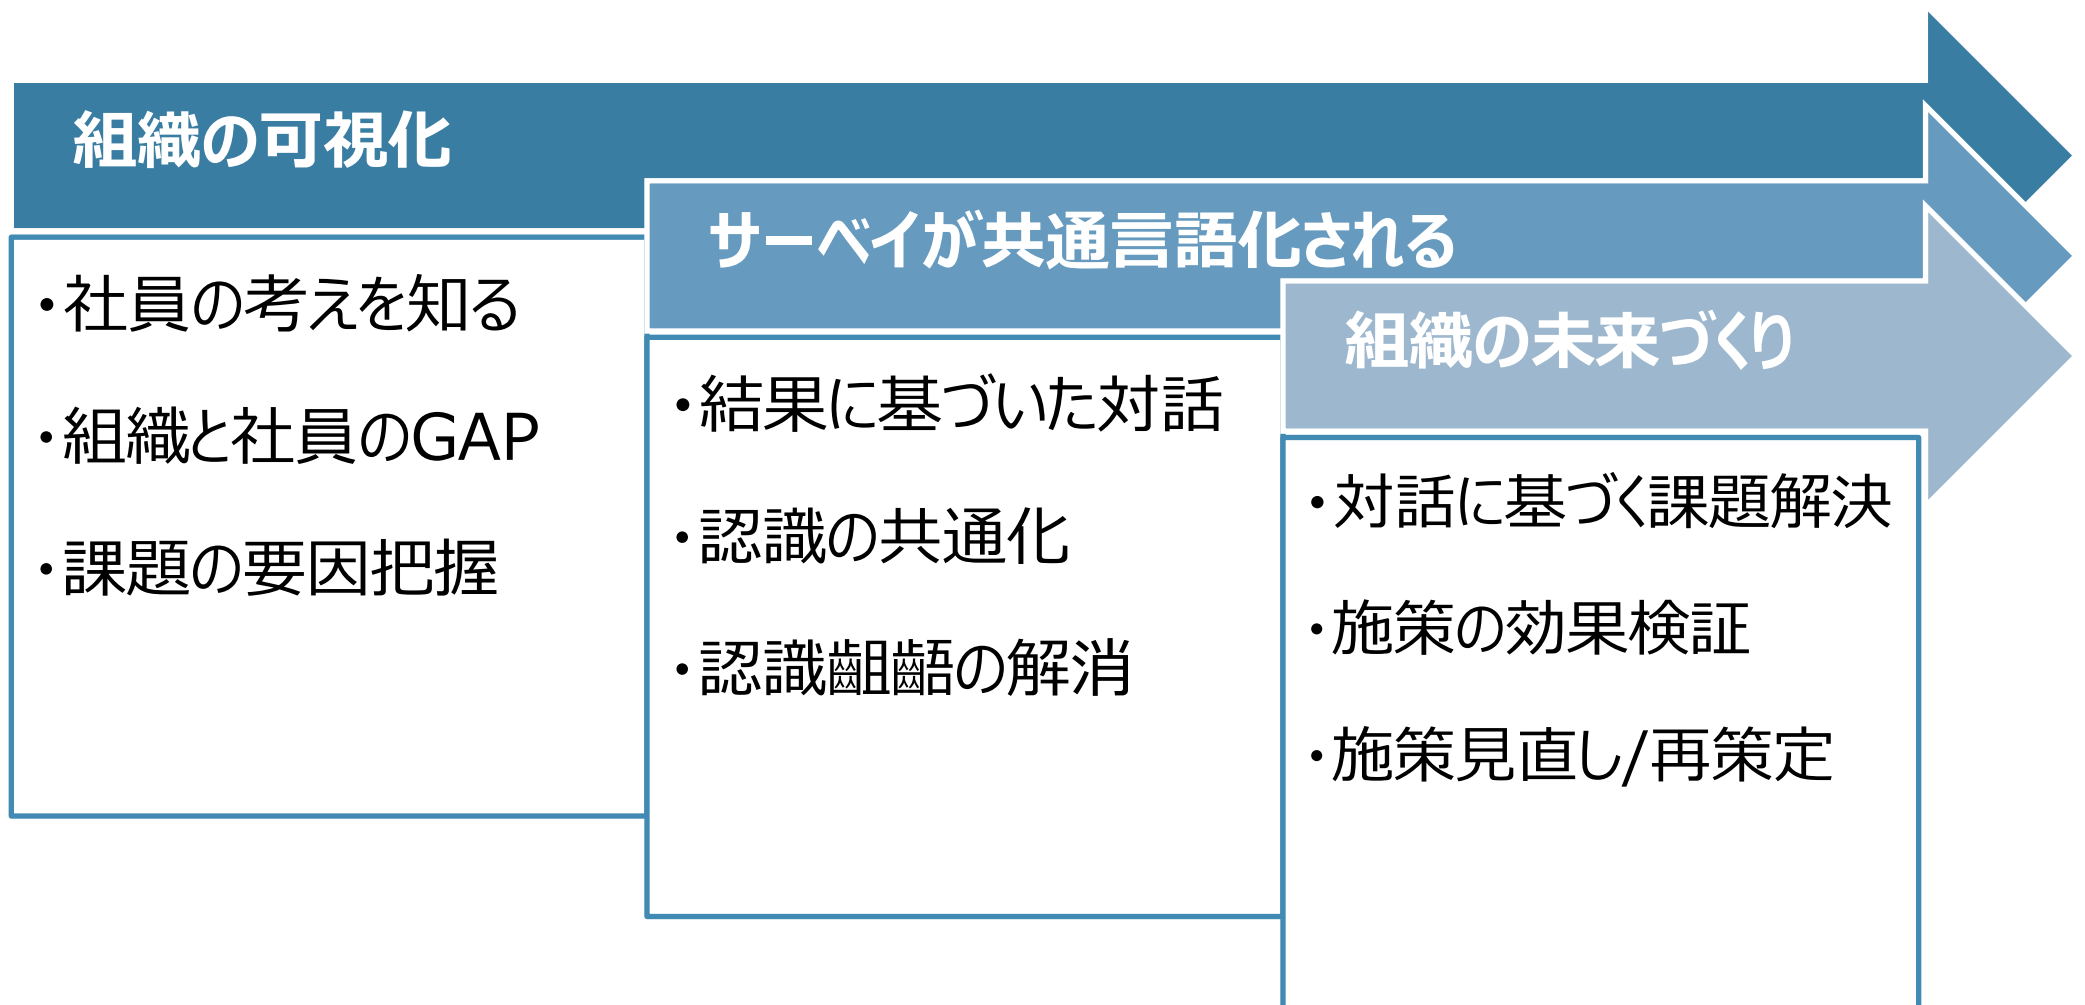 組織の可視化
・社員の考えを知る
・組織と社員のGAP
・課題の要因把握
サーベイが共通言語化される
・結果に基づいた対話
・認識の共通化
・認識齟齬の解消
組織の未来づくり
・対話に基づく課題解決
・施策の効果検証
・施策見直し/再策定